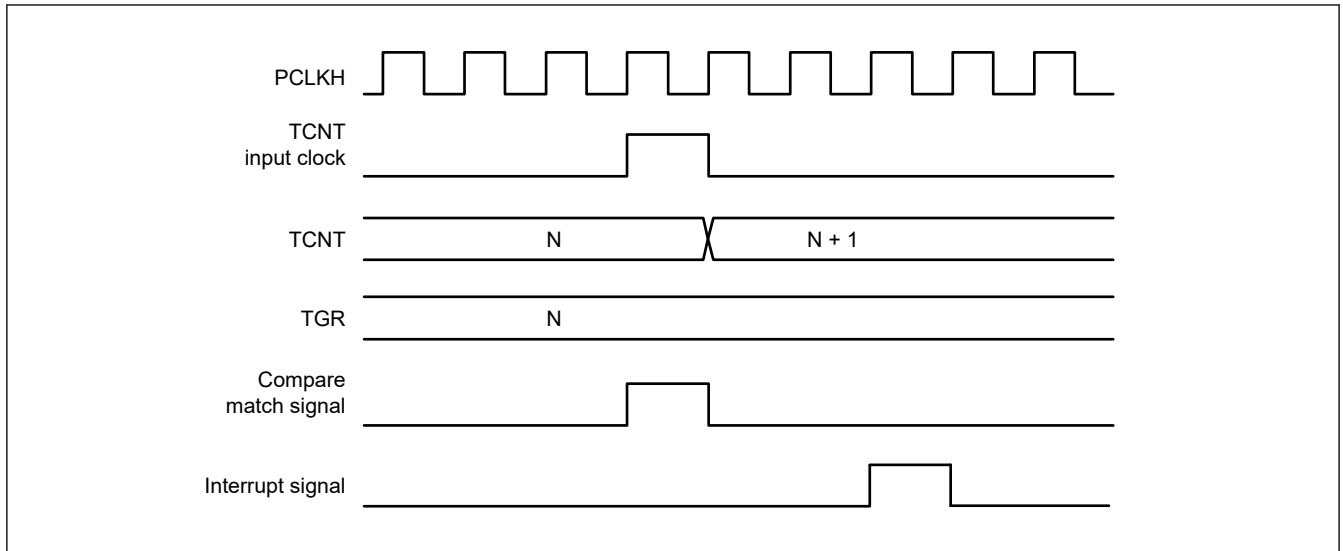 PCLKH
TCNT
input clock
TCNT
N
N + 1
TGR
N
Compare
match signal
Interrupt signal